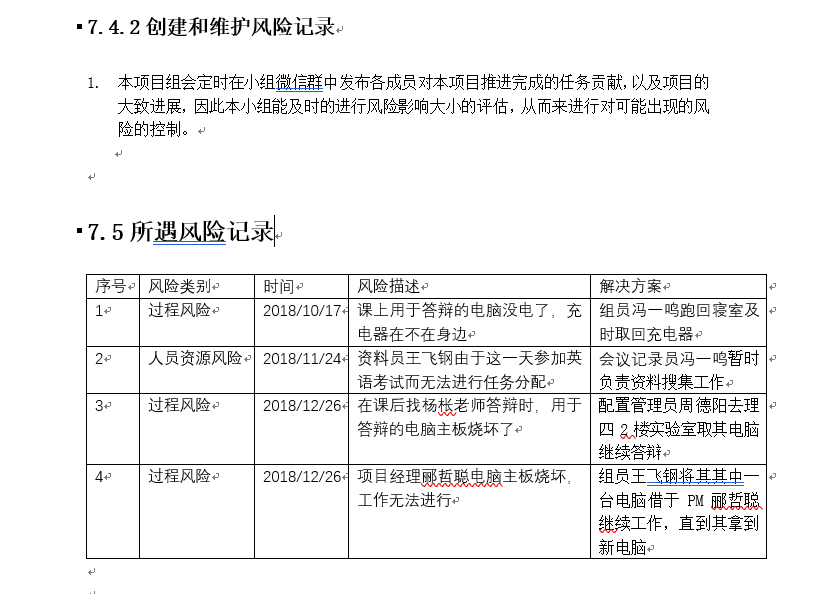 7.4.2 创建和维护风险记录
1. 本项目组会定时在小组微信群中发布各成员对本项目推进完成的任务贡献,以及项目的
大致进展,因此本小组能及时的进行风险影响大小的评估,从而来进行对可能出现的风
险的控制。
7.5 所遇风险记录
序号 风险类别 时间 风险描述 解决方案
1 过程风险 2018/10/17 课上用于答辩的电脑没电了,充 组员冯一鸣跑回寝室及
电器在不在身边 时取回充电器
2 人员资源风险 2018/11/24 资料员王飞钢由于这一天参加英 会议记录员冯一鸣暂时
语考试而无法进行任务分配 负责资料搜集工作
3 过程风险 2018/12/26 在课后找杨枨老师答辩时,用于 配置管理员周德阳去理
答辩的电脑主板烧坏了 四 2 楼实验室取其电脑
继续答辩
4 过程风险 2018/12/26 项目经理郦哲聪电脑主板烧坏, 组员王飞钢将其其中一
工作无法进行 台电脑借于 PM 郦哲聪
继续工作,直到其拿到
新电脑